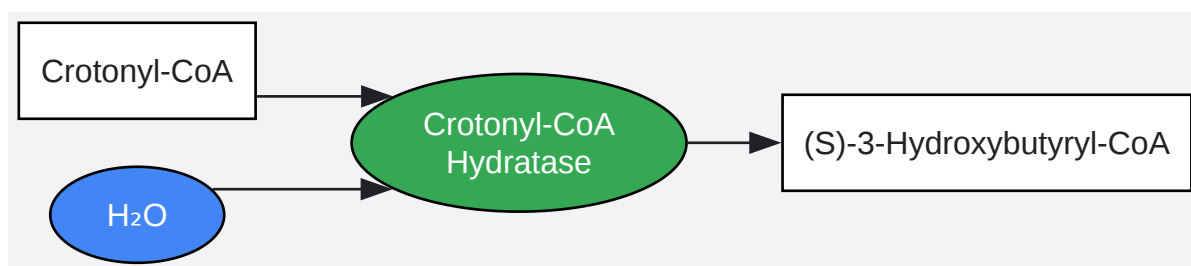 Crotonyl-CoA
H₂O
Crotonyl-CoA
Hydratase
(S)-3-Hydroxybutyryl-CoA